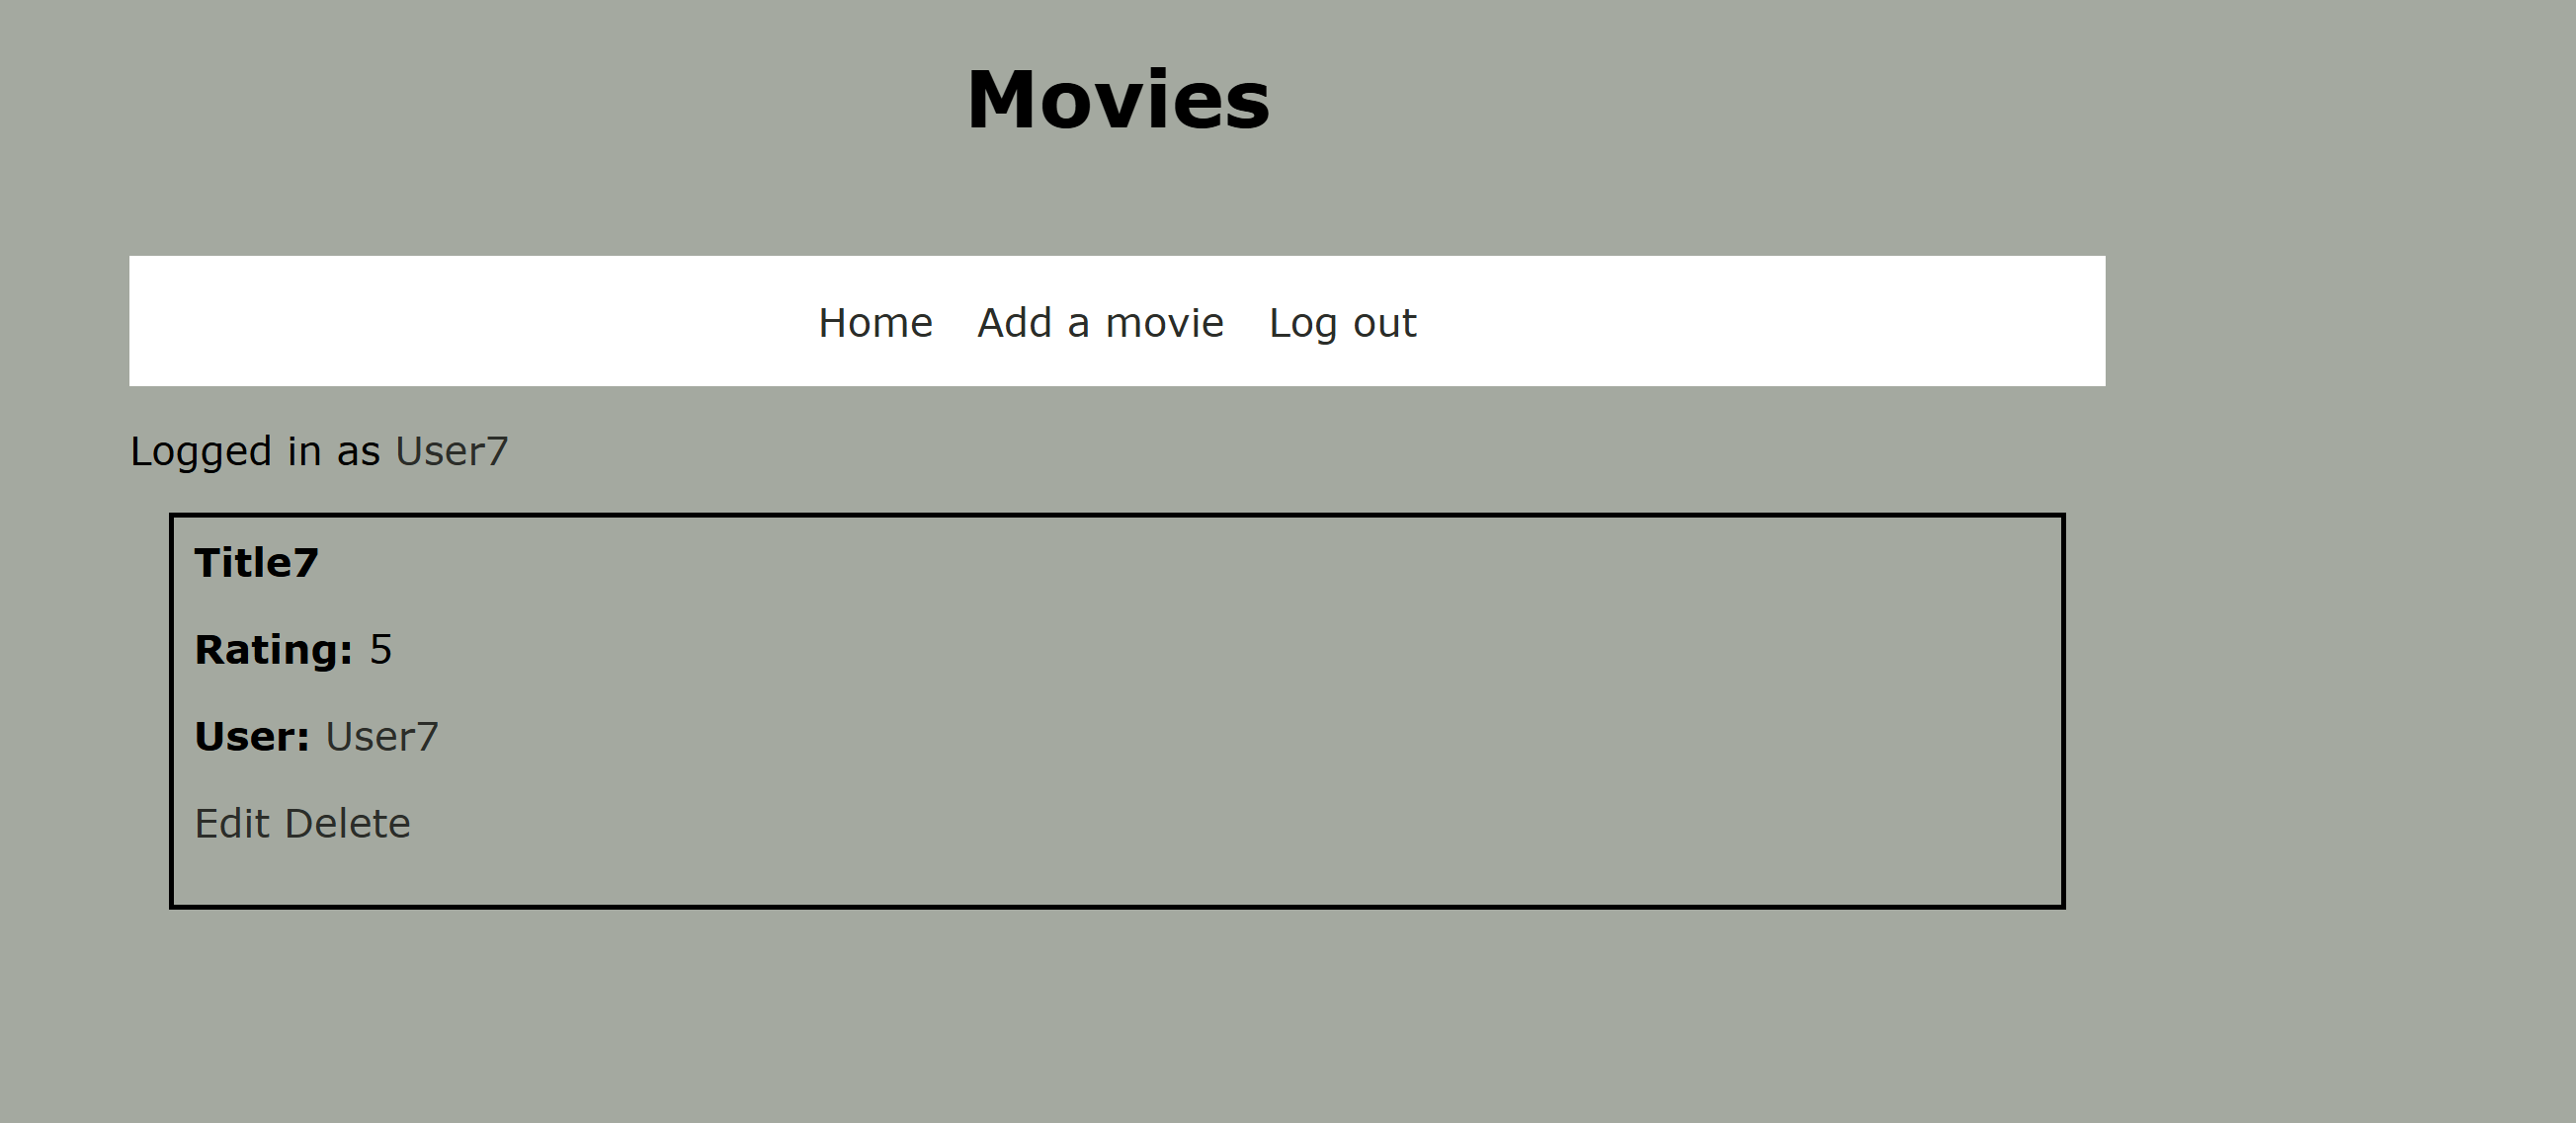 Movies
Home Add a movie Log out
Logged in as User7
Title7
Rating: 5
User: User7
Edit Delete